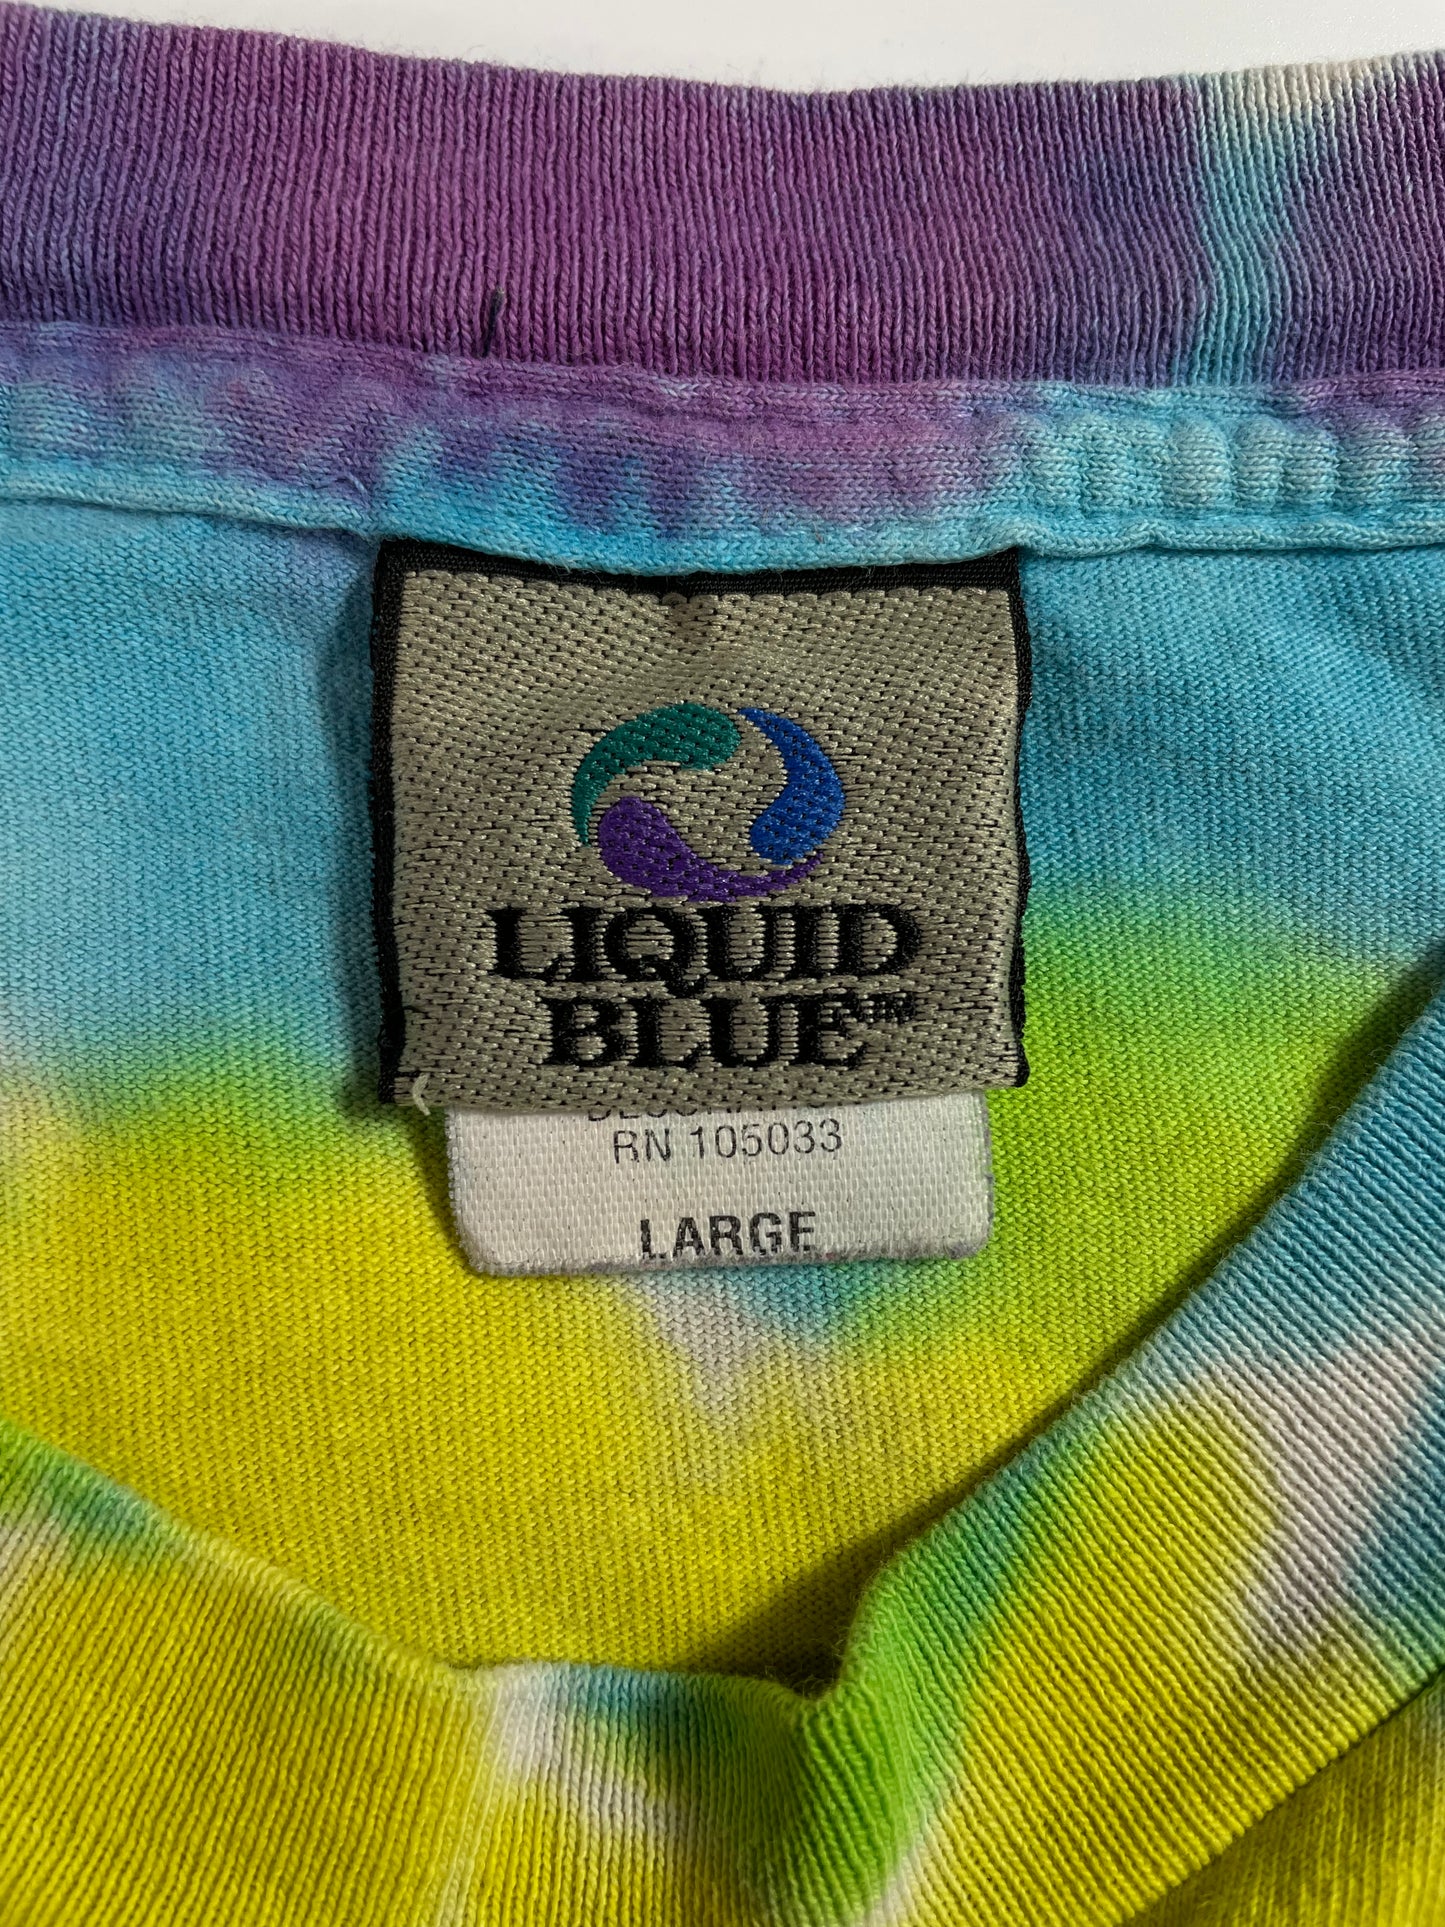 LIQUID
BLUE™
RN 105033
LARGE